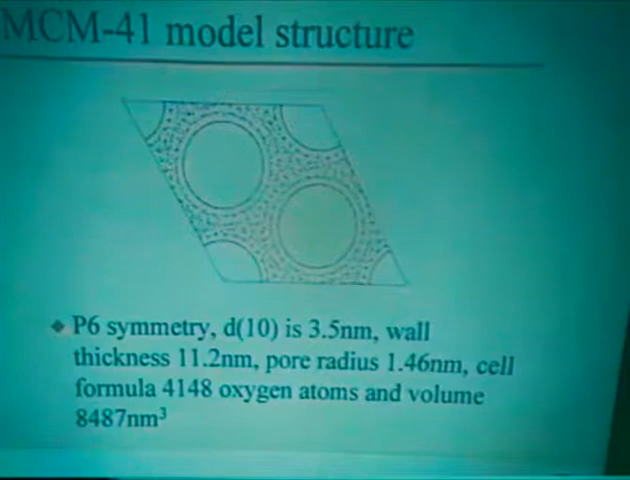 MCM-41 model structure
P6 symmetry, d(10) is 3.5nm, wall
thickness 11.2nm, pore radius 1.46nm, cell
formula 4148 oxygen atoms and volume
8487nm³